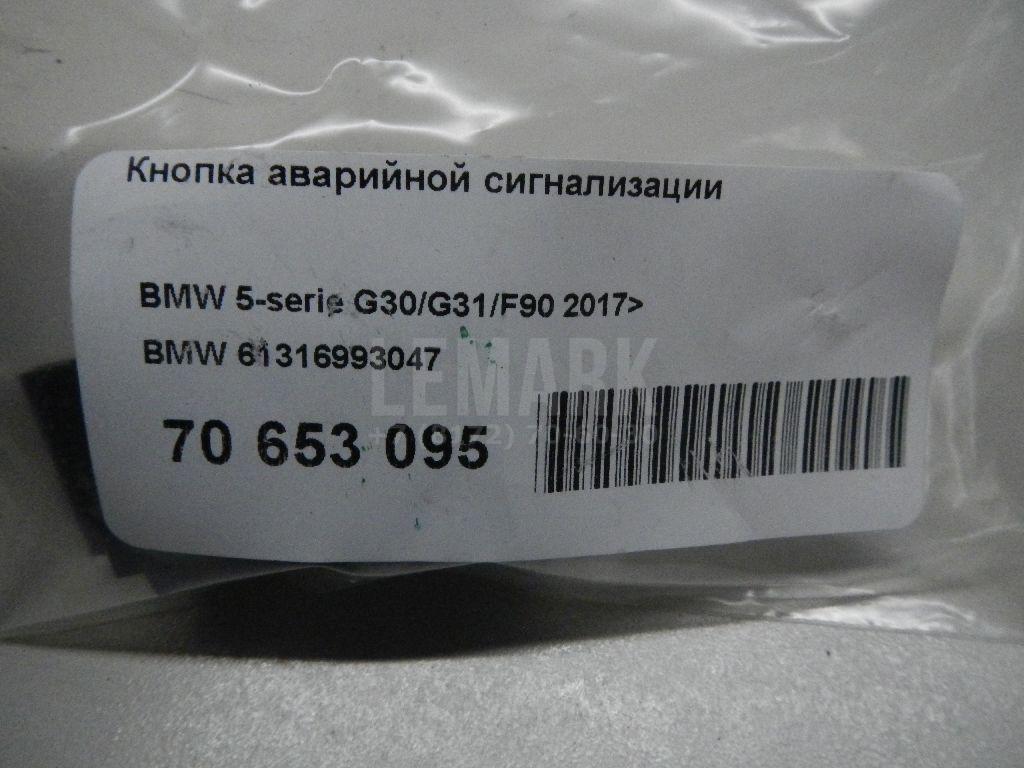 Кнопка аварийной сигнализации
BMW 5-serie G30/G31/F90 2017>
BMW 61316993047
LEMARK
70 653 095